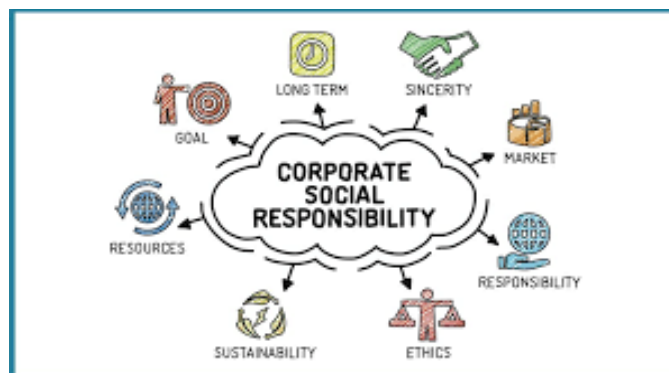 LONG TERM
SINCERITY
GOAL
MARKET
CORPORATE
SOCIAL
RESPONSIBILITY
RESOURCES
RESPONSIBILITY
SUSTAINABILITY
ETHICS